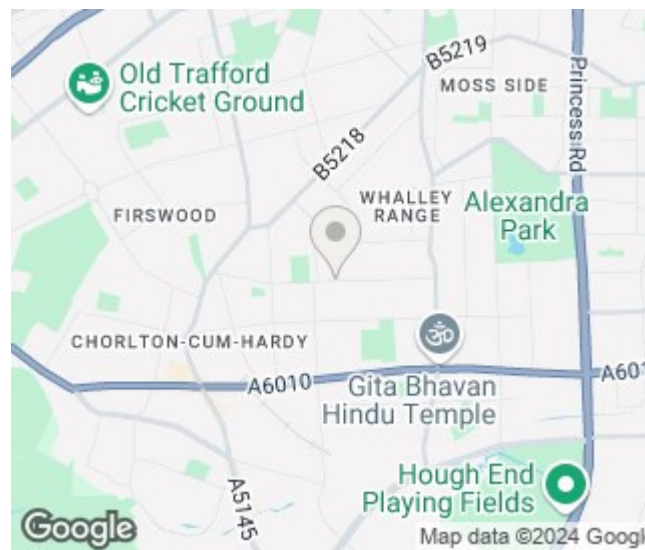 B5219
MOSS SIDE
Princess Rd
Old Trafford
Cricket Ground
B5218
WHALLEY
RANGE
Alexandra
Park
FIRSWOOD
CHORLTON-CUM-HARDY
A6010
A601
Gita Bhavan
Hindu Temple
A5145
Hough End
Playing Fields
Google
Map data ©2024 Google